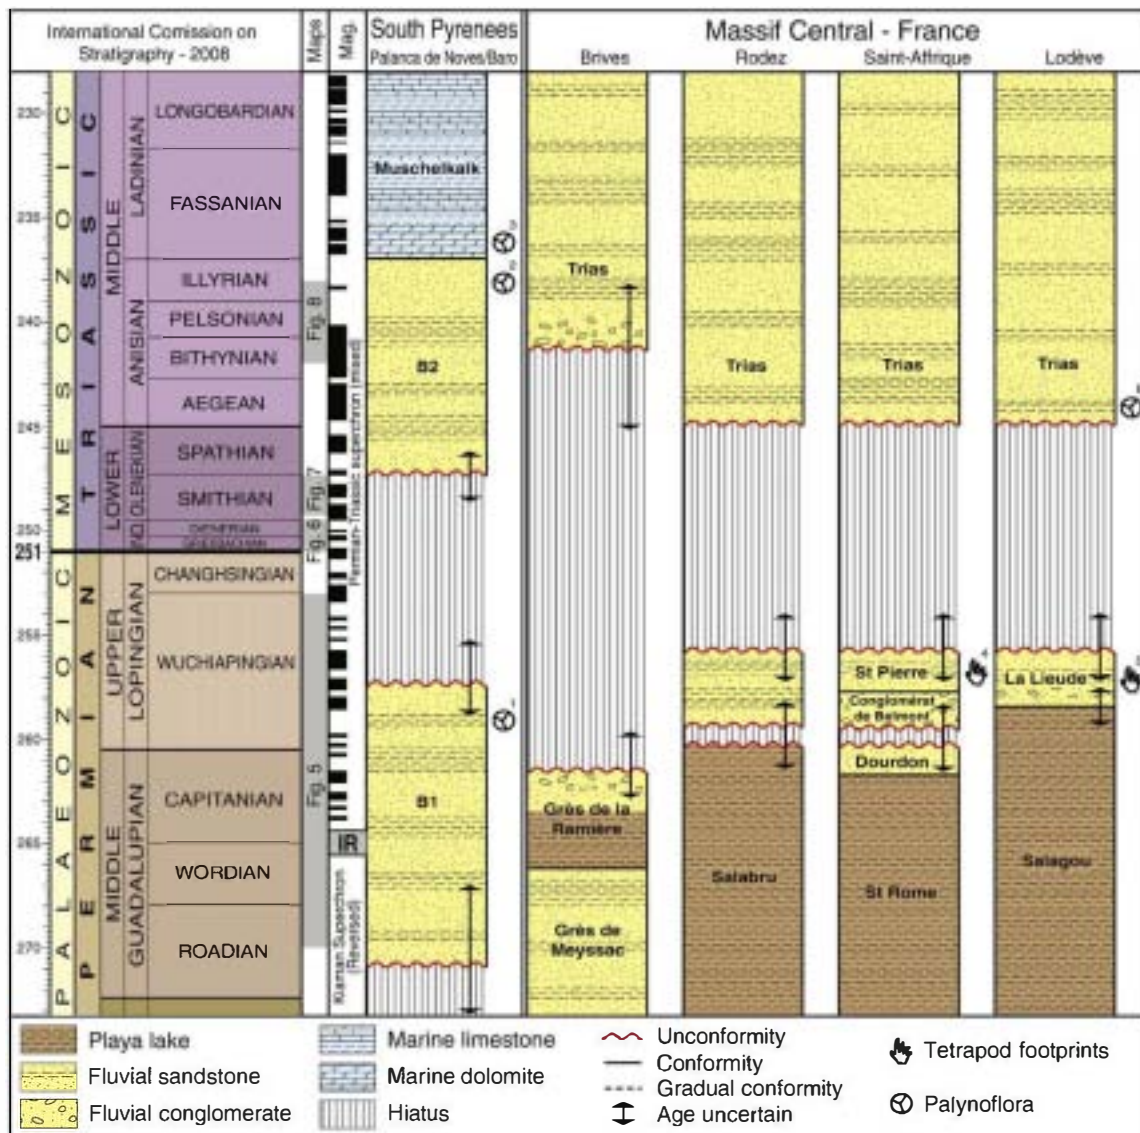 International Comission on
Stratigraphy - 2008
Maps
Mag.
South Pyrenees
Palanca de Noves/Baro
Massif Central - France
Brives
Rodez
Saint-Affrique
Lodève
230
235
240
245
250
251
255
260
265
270
MESOZOIC
PALAEOZOIC
TRIASSIC
PERMIAN
MIDDLE
LOWER
UPPER
MIDDLE
LADINIAN
ANISIAN
OLENEKIAN
IND.
LOPINGIAN
GUADALUPIAN
LONGOBARDIAN
FASSANIAN
ILLYRIAN
PELSONIAN
BITHYNIAN
AEGEAN
SPATHIAN
SMITHIAN
DIENERIAN
GRIESBACHIAN
CHANGHSINGIAN
WUCHIAPINGIAN
CAPITANIAN
WORDIAN
ROADIAN
Fig. 8
Fig. 7
Fig. 6
Fig. 5
Permian-Triassic superchron (mixed)
IR
Kiaman Superchron
(Reversed)
Muschelkalk
B2
B1
Trias
Grès de la
Ramière
Grès de
Meyssac
Trias
Salabru
Trias
St Pierre
Conglomérat
de Belmont
Dourdon
St Rome
Trias
La Lieude
Salagou
Playa lake
Fluvial sandstone
Fluvial conglomerate
Marine limestone
Marine dolomite
Hiatus
Unconformity
Conformity
Gradual conformity
Age uncertain
Tetrapod footprints
Palynoflora